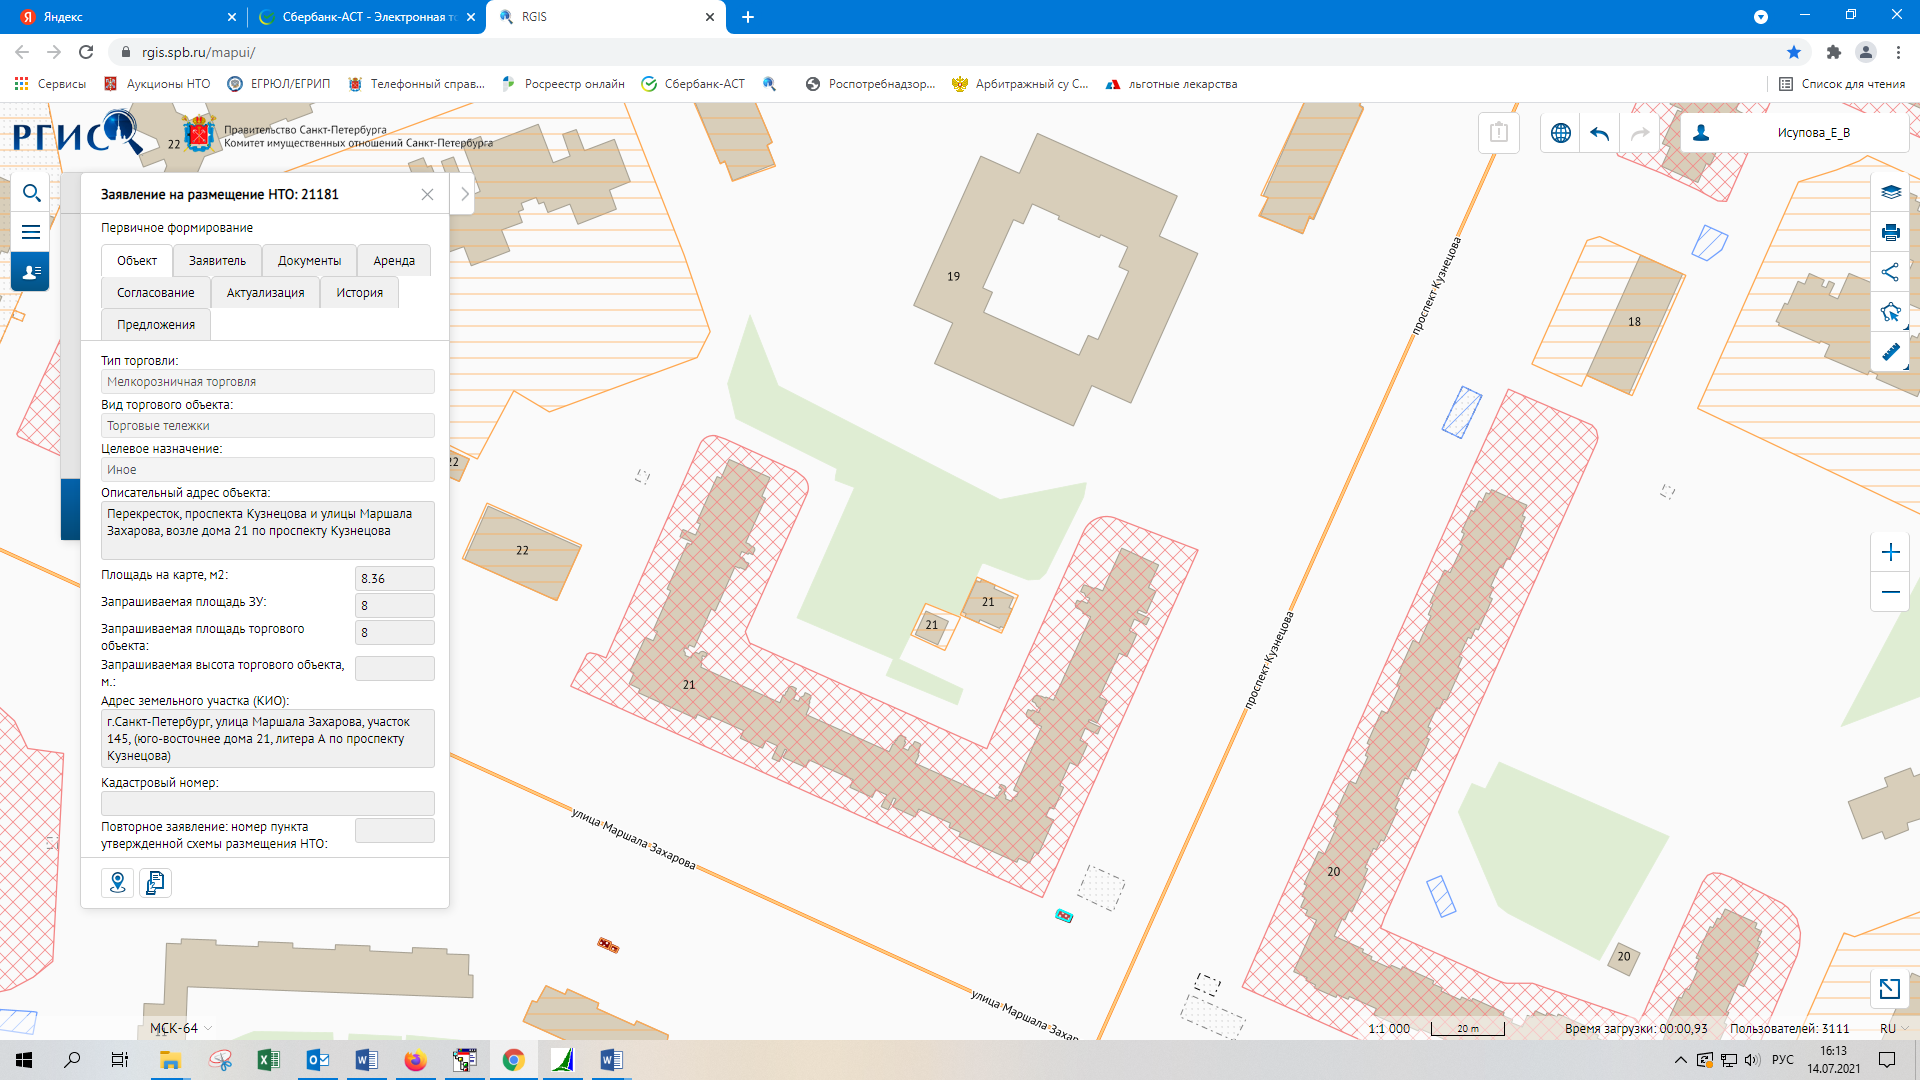 Яндекс
Сбербанк-АСТ - Электронная то
RGIS
rgis.spb.ru/mapui/
Сервисы
Аукционы НТО
ЕГРЮЛ/ЕГРИП
Телефонный справ...
Росреестр онлайн
Сбербанк-АСТ
Роспотребнадзор...
Арбитражный су С...
льготные лекарства
Список для чтения
РГИС
22
Правительство Санкт-Петербурга
Комитет имущественных отношений Санкт-Петербурга
Исупова_Е_В
Заявление на размещение НТО: 21181
Первичное формирование
Объект
Заявитель
Документы
Аренда
Согласование
Актуализация
История
Предложения
Тип торговли:
Мелкорозничная торговля
Вид торгового объекта:
Торговые тележки
Целевое назначение:
Иное
Описательный адрес объекта:
Перекресток, проспекта Кузнецова и улицы Маршала
Захарова, возле дома 21 по проспекту Кузнецова
Площадь на карте, м2:
8.36
Запрашиваемая площадь ЗУ:
8
Запрашиваемая площадь торгового
объекта:
8
Запрашиваемая высота торгового объекта,
м.:
Адрес земельного участка (КИО):
г.Санкт-Петербург, улица Маршала Захарова, участок
145, (юго-восточнее дома 21, литера А по проспекту
Кузнецова)
Кадастровый номер:
Повторное заявление: номер пункта
утвержденной схемы размещения НТО:
19
проспект Кузнецова
18
22
22
21
21
21
проспект Кузнецова
улица Маршала Захарова
20
20
улица Маршала Захар
МСК-64
1:1 000
20 m
Время загрузки: 00:00,93
Пользователей: 3111
RU
РУС
16:13
14.07.2021